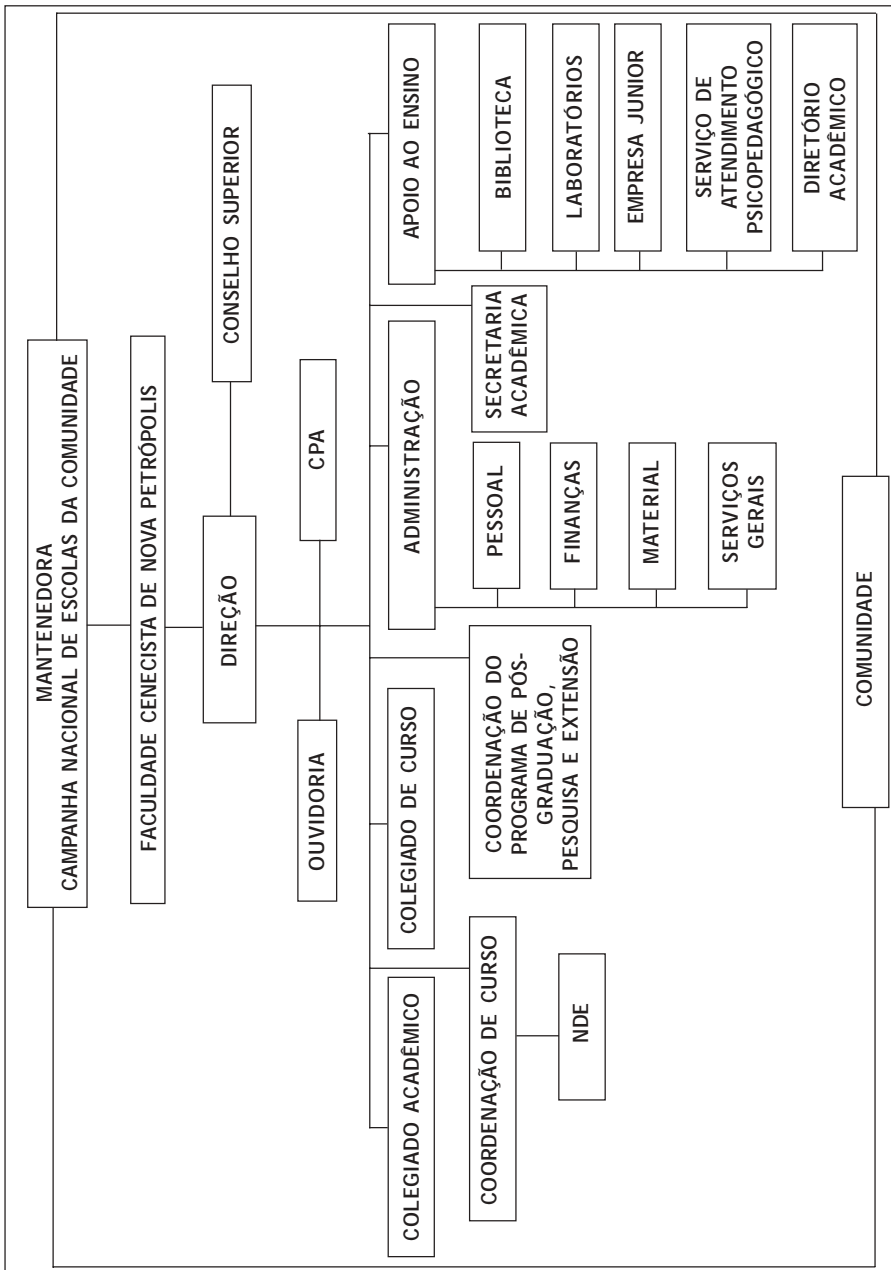 MANTENEDORA
CAMPANHA NACIONAL DE ESCOLAS DA COMUNIDADE
FACULDADE CENECISTA DE NOVA PETRÓPOLIS
DIREÇÃO
CONSELHO SUPERIOR
OUVIDORIA
CPA
COLEGIADO ACADÊMICO
COLEGIADO DE CURSO
ADMINISTRAÇÃO
APOIO AO ENSINO
COORDENAÇÃO DE CURSO
NDE
COORDENAÇÃO DO
PROGRAMA DE PÓS-
GRADUAÇÃO,
PESQUISA E EXTENSÃO
PESSOAL
FINANÇAS
MATERIAL
SERVIÇOS
GERAIS
SECRETARIA
ACADÊMICA
BIBLIOTECA
LABORATÓRIOS
EMPRESA JUNIOR
SERVIÇO DE
ATENDIMENTO
PSICOPEDAGÓGICO
DIRETÓRIO
ACADÊMICO
COMUNIDADE